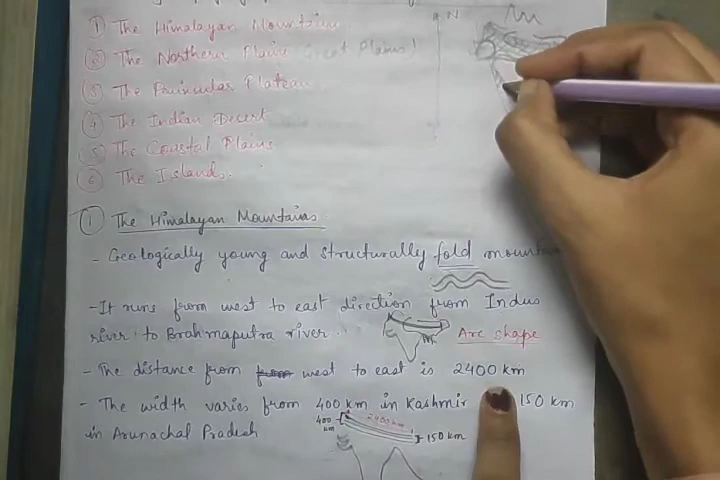 ① The Himalayan Mountains
② The Northern Plain (Great Plains)
③ The Peninsular Plateau
④ The Indian Desert
⑤ The Coastal Plains
⑥ The Islands.
N
① The Himalayan Mountains
- Geologically young and structurally fold
- It runs from west to east direction from Indus
river to Brahmaputra river.
Arc shape
- The distance from west to east is 2400 km
- The width varies from 400 km in Kashmir 150 km
in Arunachal Pradesh
400 km
2400 km
150 km